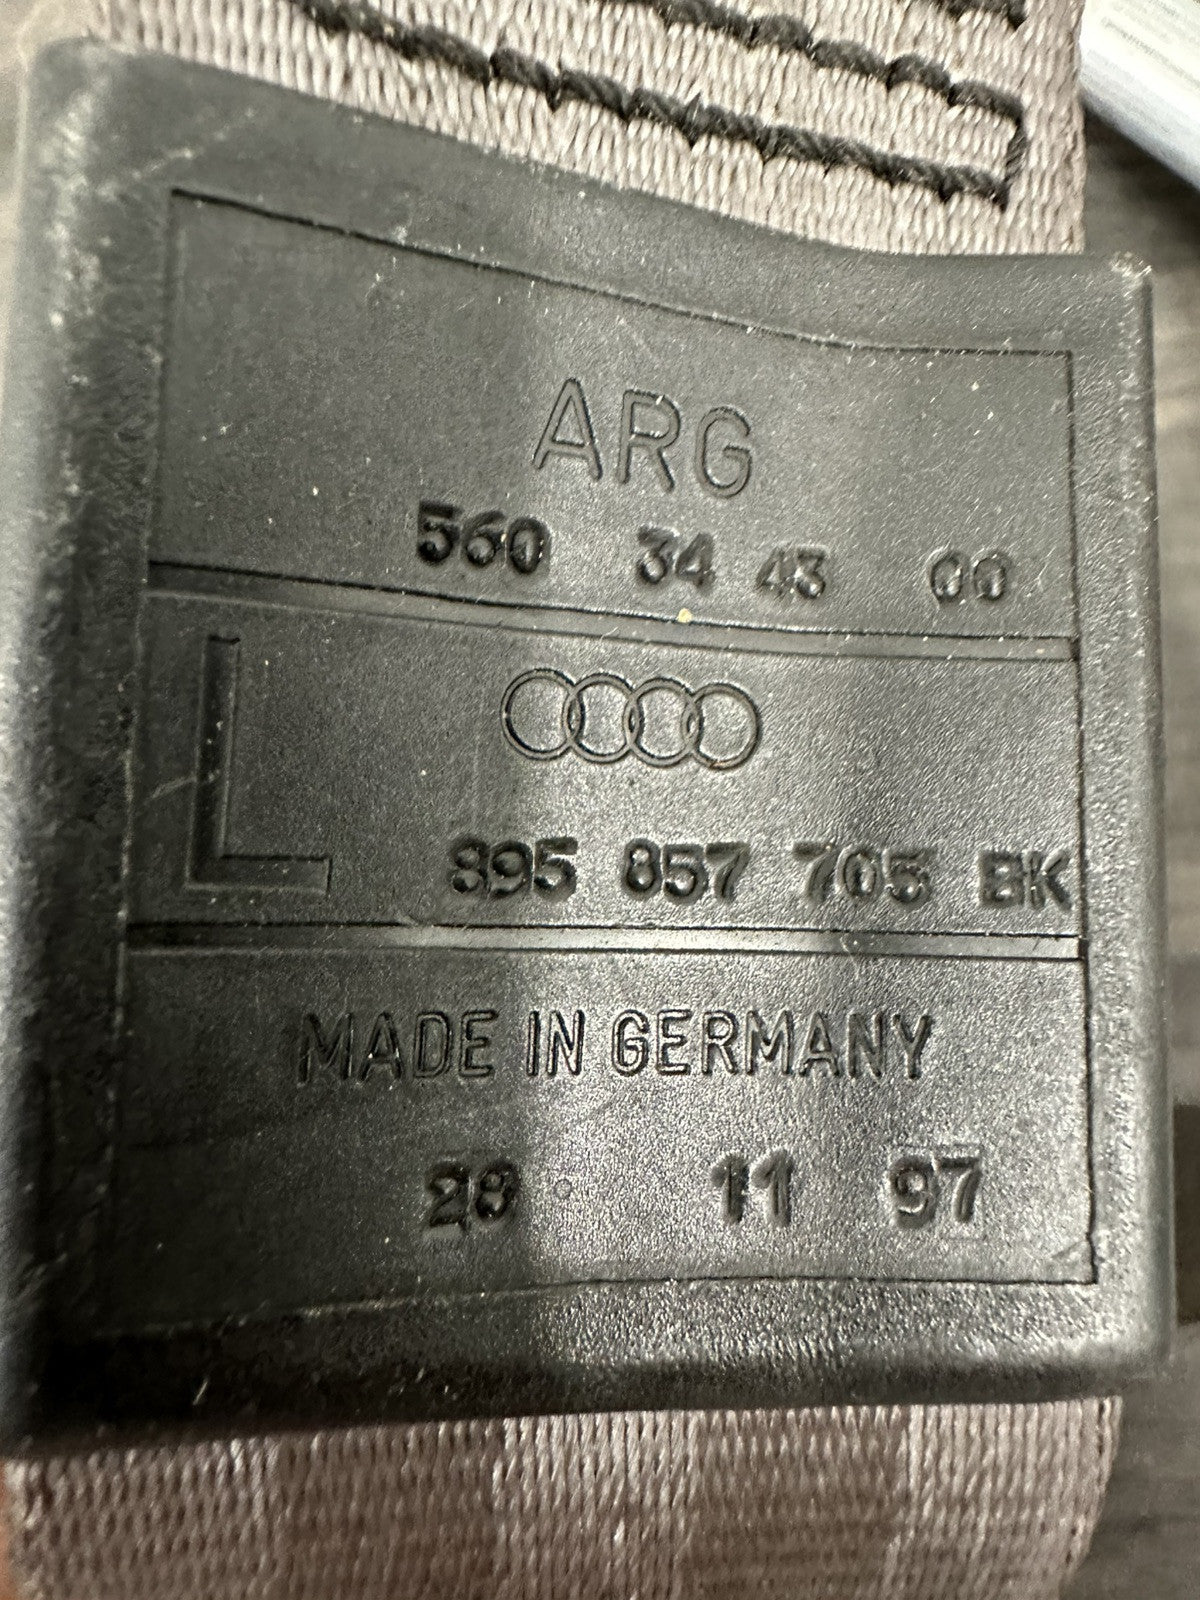 ARG
560 34 43 00
L
895 857 705 BK
MADE IN GERMANY
28 11 97